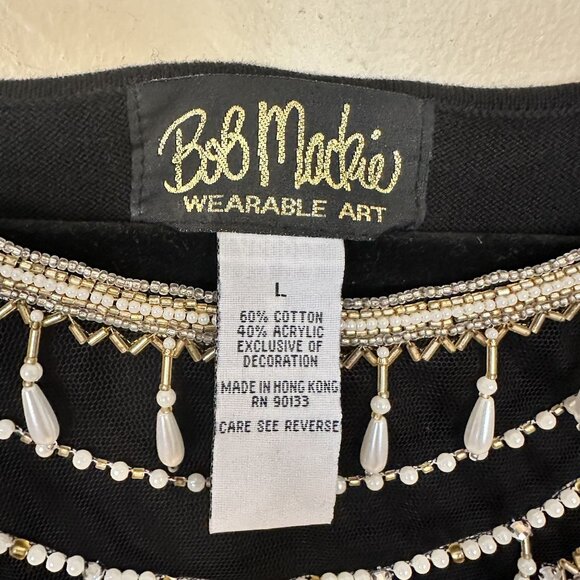 Bob Mackie
WEARABLE ART
L
60% COTTON
40% ACRYLIC
EXCLUSIVE OF
DECORATION
MADE IN HONG KONG
RN 90133
CARE SEE REVERSE